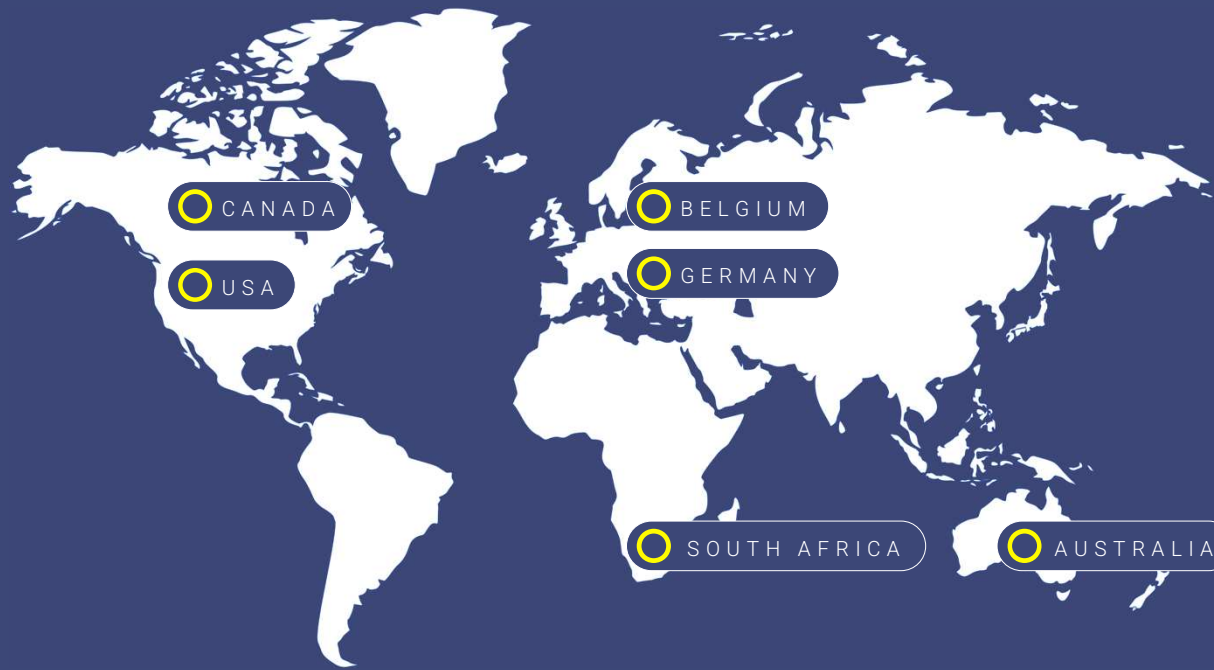 CANADA
BELGIUM
USA
GERMANY
SOUTH AFRICA
AUSTRALIA